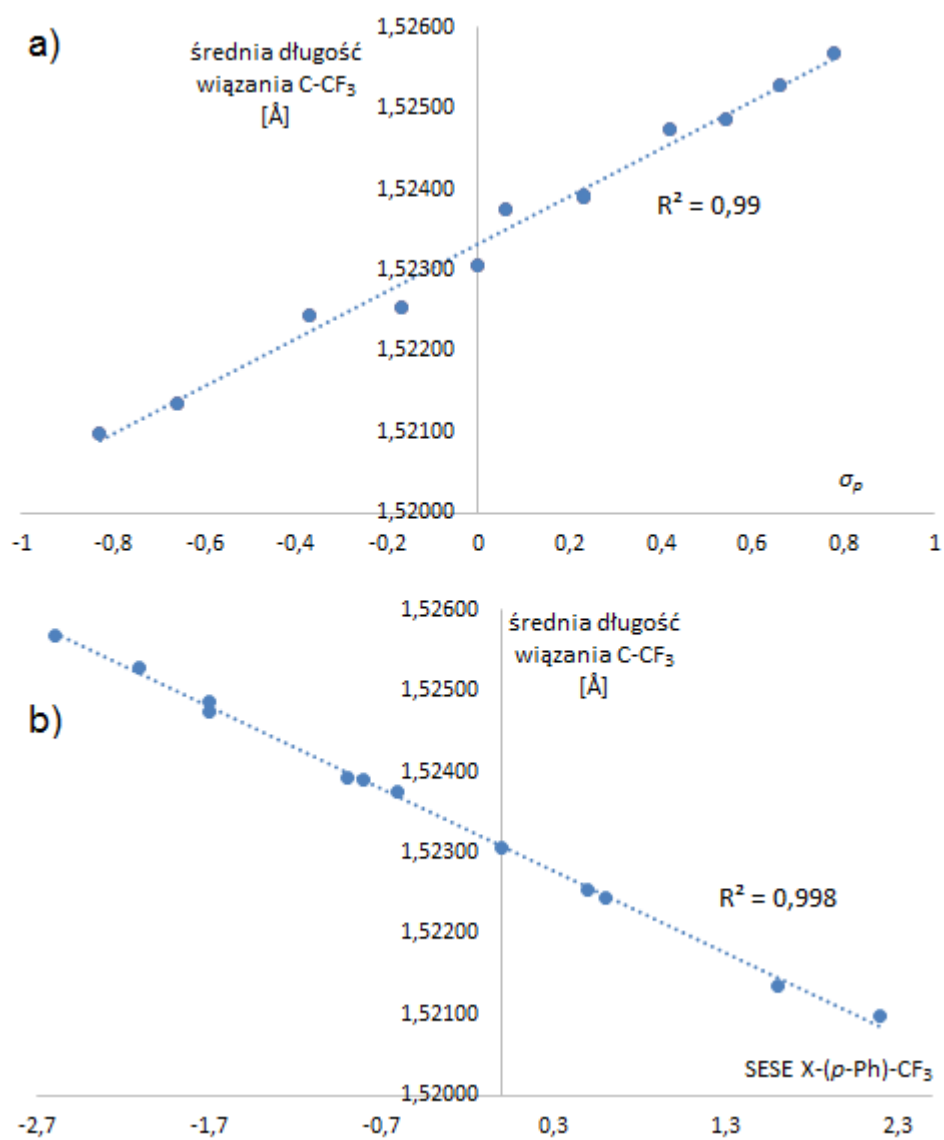 a)
średnia długość
wiązania C-CF₃
[Å]
1,52600
1,52500
1,52400
1,52300
1,52200
1,52100
1,52000
R² = 0,99
σₚ
-1 -0,8 -0,6 -0,4 -0,2 0 0,2 0,4 0,6 0,8 1
b)
średnia długość
wiązania C-CF₃
[Å]
1,52600
1,52500
1,52400
1,52300
1,52200
1,52100
1,52000
R² = 0,998
SESE X-(p-Ph)-CF₃
-2,7 -1,7 -0,7 0,3 1,3 2,3